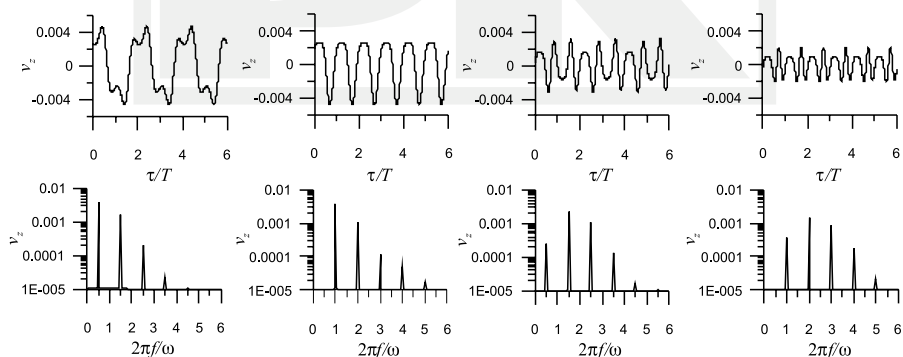 0.004 0.004 0.004 0.004
v_z v_z v_z v_z
0 0 0 0
-0.004 -0.004 -0.004 -0.004
0 2 4 6 0 2 4 6 0 2 4 6 0 2 4 6
τ/T τ/T τ/T τ/T
0.01 0.01 0.01 0.01
0.001 0.001 0.001 0.001
v_z v_z v_z v_z
0.0001 0.0001 0.0001 0.0001
1E-005 1E-005 1E-005 1E-005
0 1 2 3 4 5 6 0 1 2 3 4 5 6 0 1 2 3 4 5 6 0 1 2 3 4 5 6
2πf/ω 2πf/ω 2πf/ω 2πf/ω